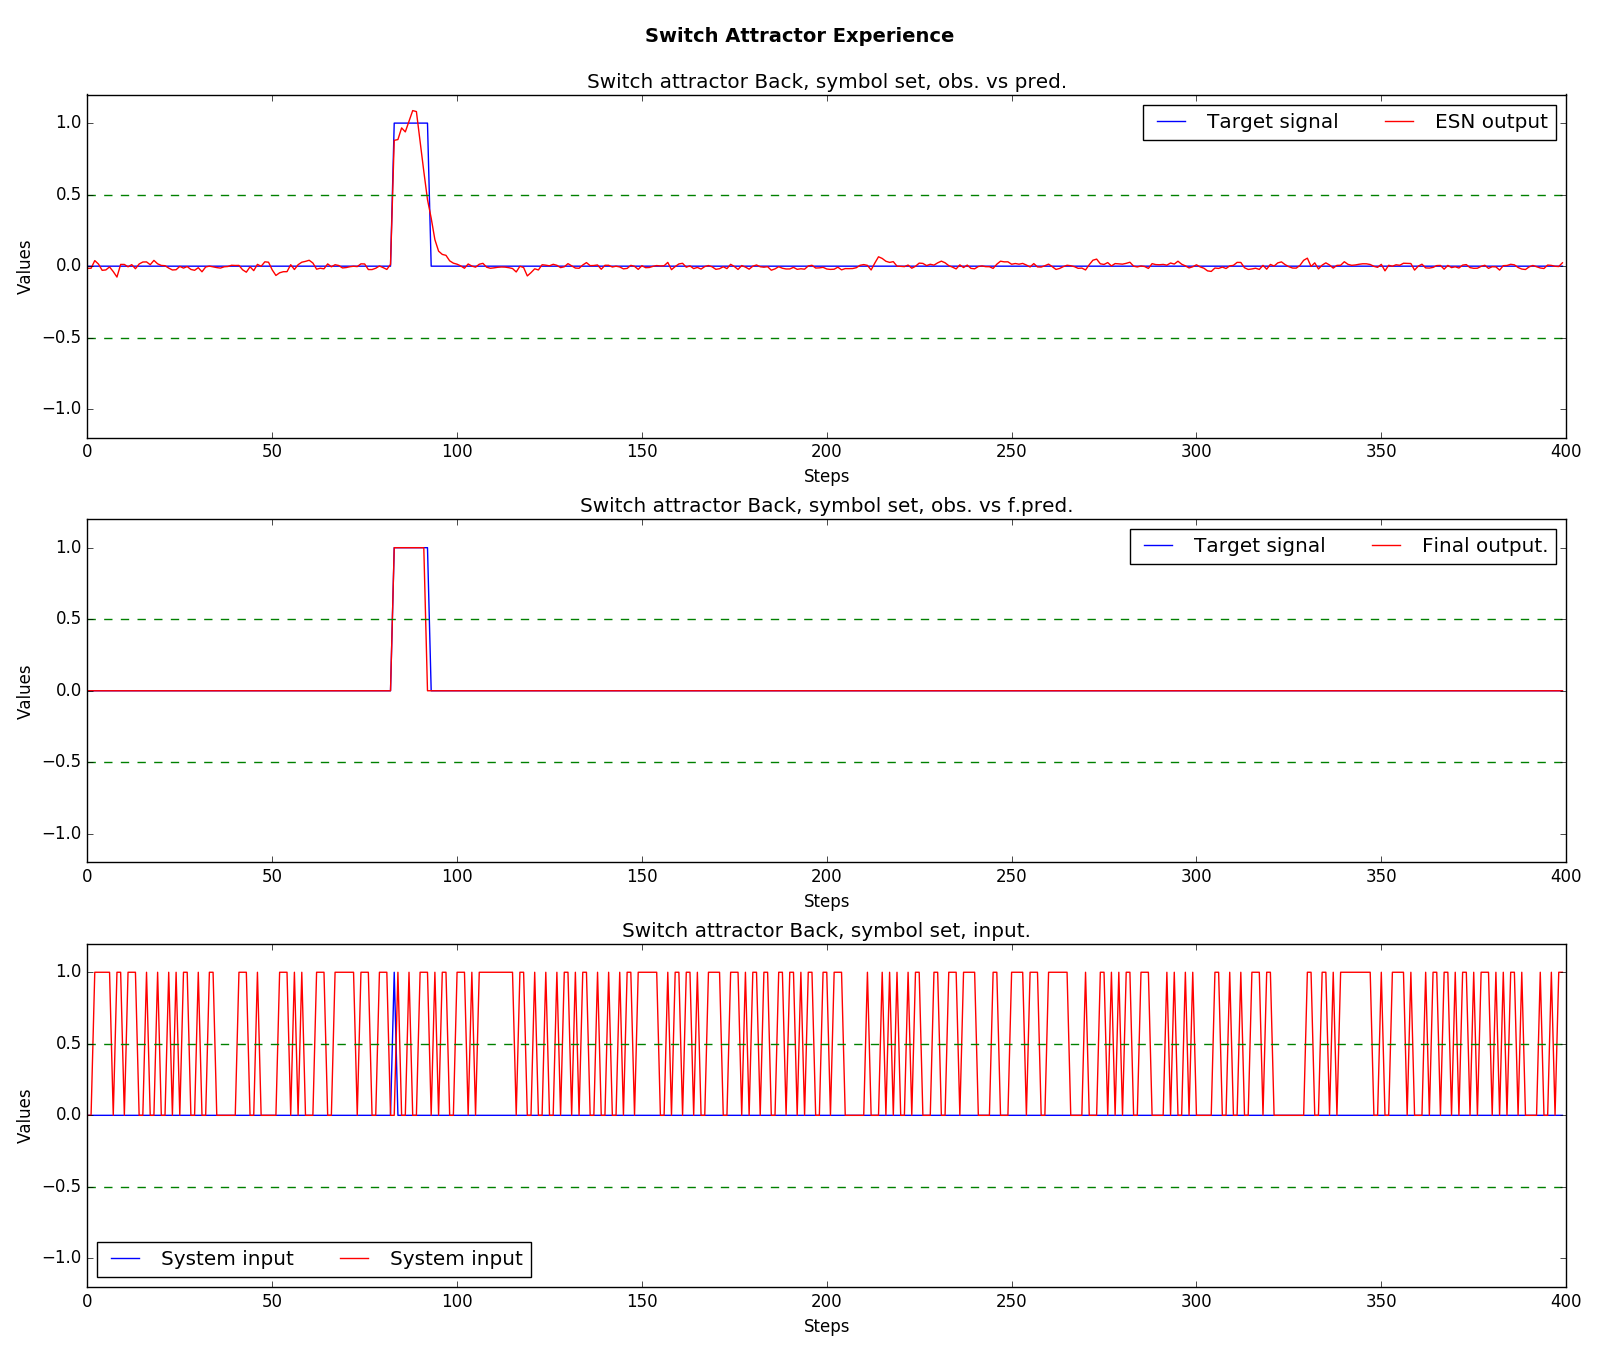 Switch Attractor Experience
Switch attractor Back, symbol set, obs. vs pred.
Target signal ESN output
1.0
0.5
0.0
−0.5
−1.0
Values
0 50 100 150 200 250 300 350 400
Steps
Switch attractor Back, symbol set, obs. vs f.pred.
Target signal Final output.
1.0
0.5
0.0
−0.5
−1.0
Values
0 50 100 150 200 250 300 350 400
Steps
Switch attractor Back, symbol set, input.
1.0
0.5
0.0
−0.5
−1.0
Values
System input System input
0 50 100 150 200 250 300 350 400
Steps